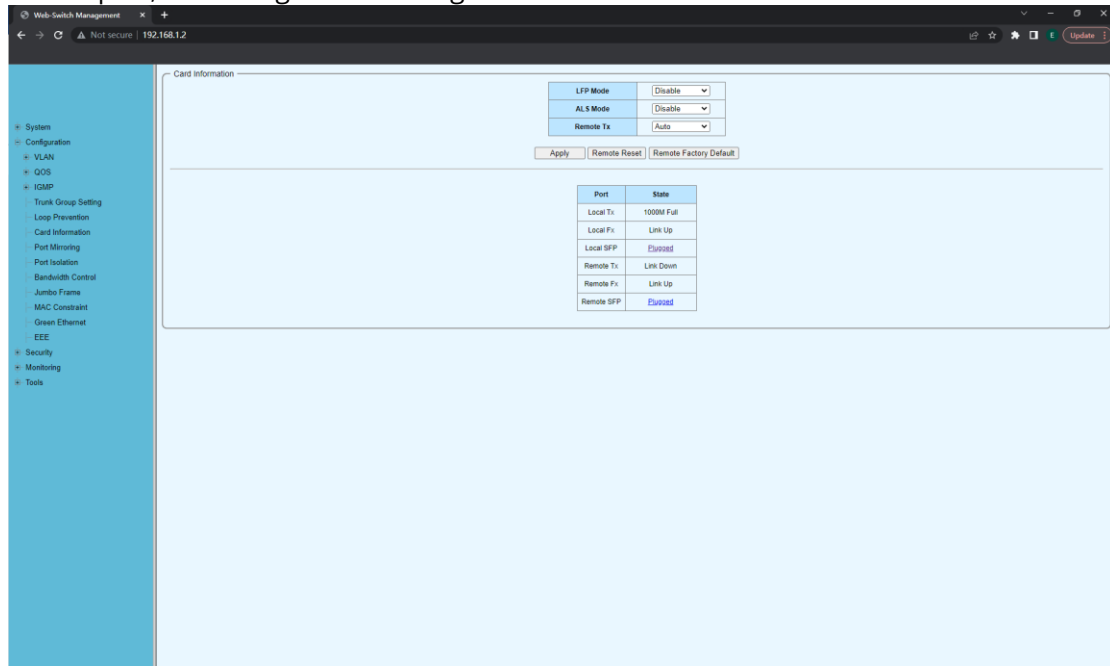 Web-Switch Management
Not secure | 192.168.1.2
E
Update
System
Configuration
VLAN
QOS
IGMP
Trunk Group Setting
Loop Prevention
Card Information
Port Mirroring
Port Isolation
Bandwidth Control
Jumbo Frame
MAC Constraint
Green Ethernet
EEE
Security
Monitoring
Tools
Card Information
LFP Mode Disable
ALS Mode Disable
Remote Tx Auto
Apply Remote Reset Remote Factory Default
Port State
Local Tx 1000M Full
Local Fx Link Up
Local SFP Plugged
Remote Tx Link Down
Remote Fx Link Up
Remote SFP Plugged